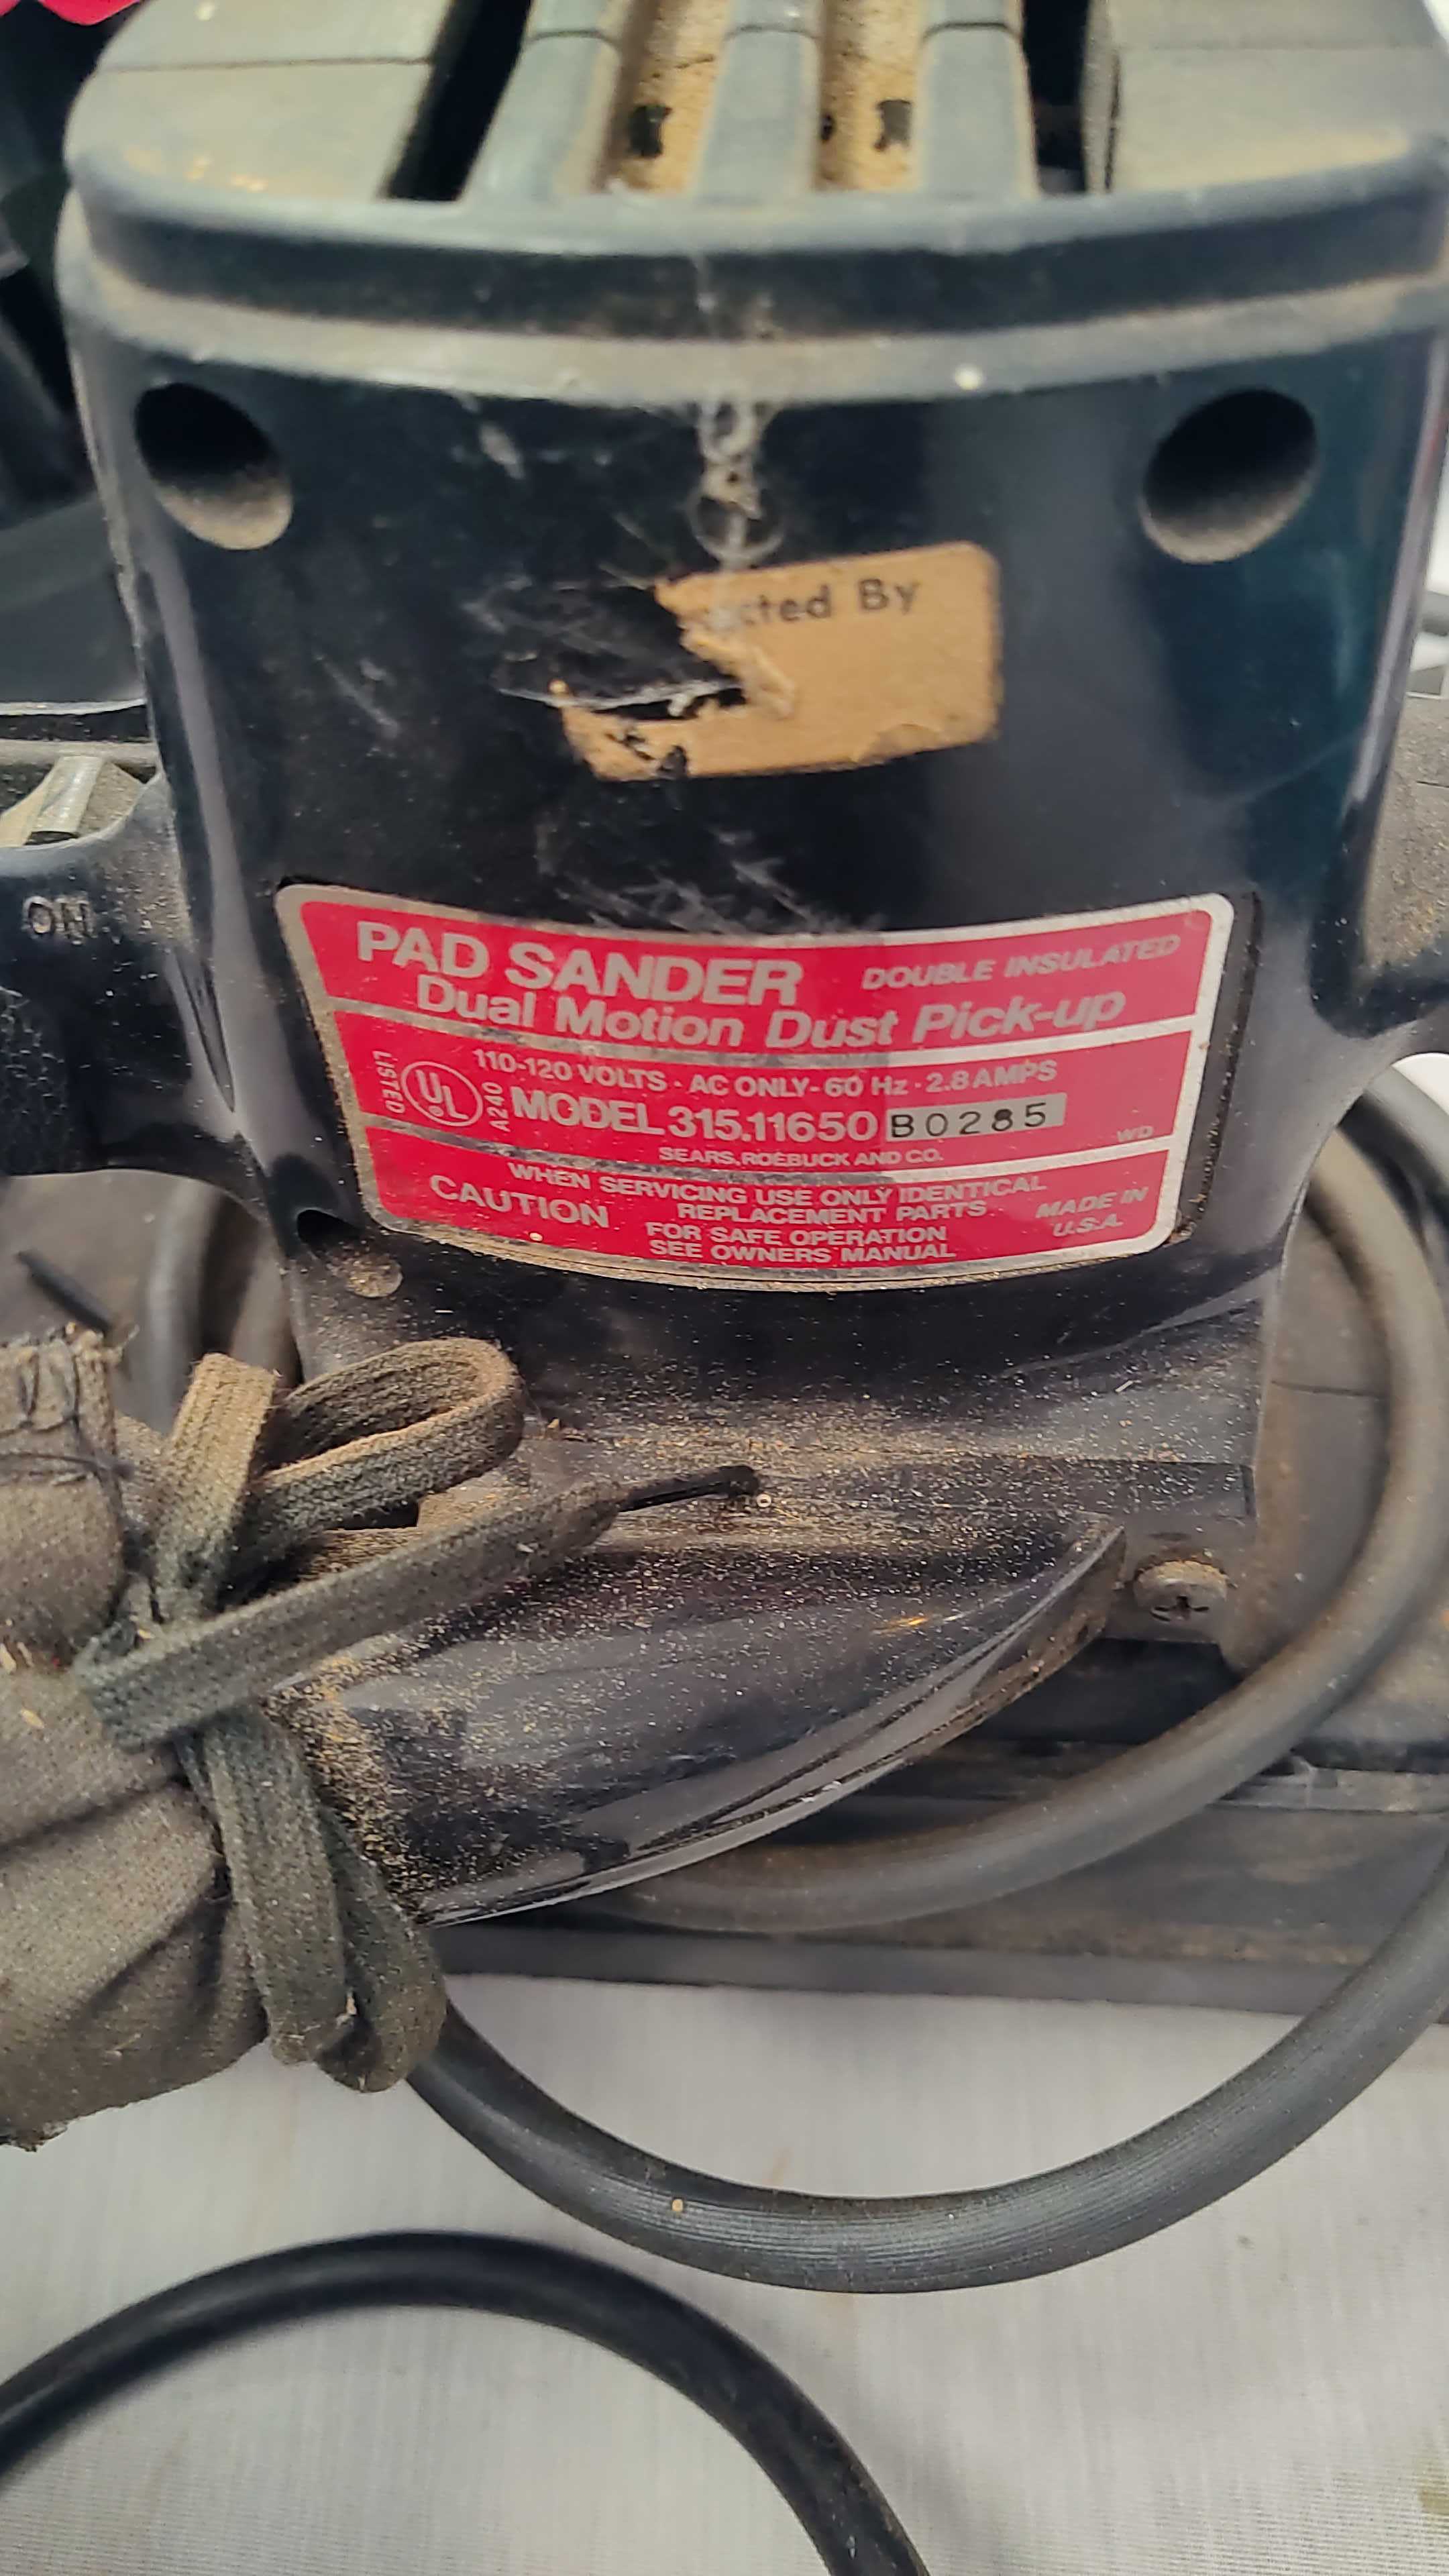 cted By
ON
PAD SANDER DOUBLE INSULATED
Dual Motion Dust Pick-up
110-120 VOLTS · AC ONLY - 60 Hz · 2.8 AMPS
LISTED UL ® A240 MODEL 315.11650 B0285
SEARS, ROEBUCK AND CO. WD
CAUTION WHEN SERVICING USE ONLY IDENTICAL
REPLACEMENT PARTS
FOR SAFE OPERATION
SEE OWNERS MANUAL
MADE IN
U.S.A.